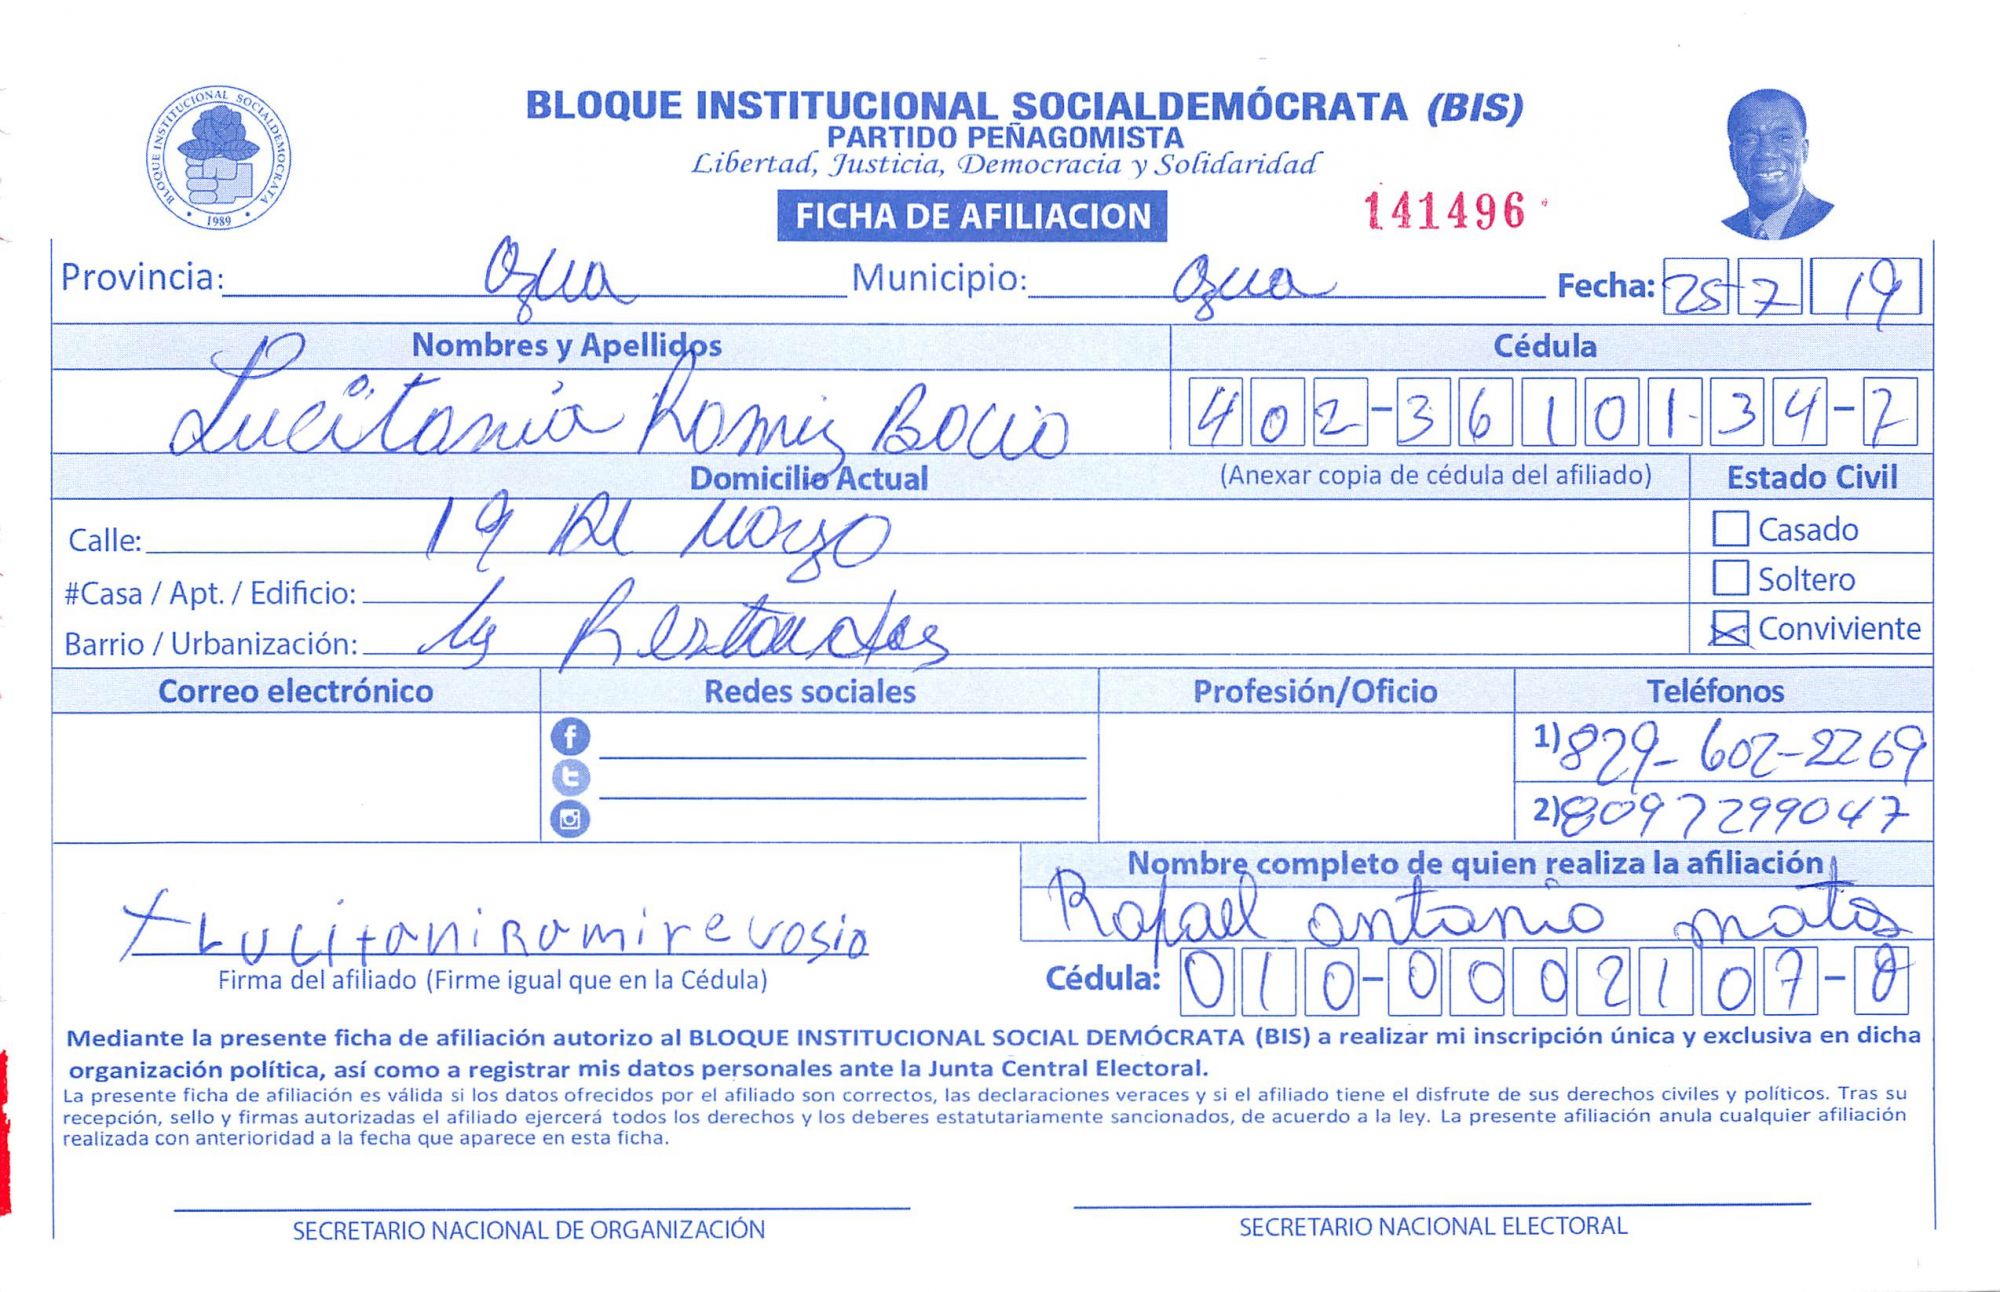 BLOQUE INSTITUCIONAL SOCIALDEMOCRATA
1989
BLOQUE INSTITUCIONAL SOCIALDEMÓCRATA (BIS)
PARTIDO PEÑAGOMISTA
Libertad, Justicia, Democracia y Solidaridad
FICHA DE AFILIACION 141496
Provincia: Azua Municipio: Azua Fecha: 25-7 19
Nombres y Apellidos Cédula
Lucitania Ramiz Bocio 402-3610134-7
Domicilio Actual (Anexar copia de cédula del afiliado) Estado Civil
Calle: 19 De Marzo Casado
#Casa / Apt. / Edificio: Soltero
Barrio / Urbanización: Conviviente
Correo electrónico Redes sociales Profesión/Oficio Teléfonos
1) 829-602-2269
2) 8097299047
Nombre completo de quien realiza la afiliación
Rafael antonio matos
xLucitaniRamirevosio
Firma del afiliado (Firme igual que en la Cédula) Cédula: 010-0002107-0
Mediante la presente ficha de afiliación autorizo al BLOQUE INSTITUCIONAL SOCIAL DEMÓCRATA (BIS) a realizar mi inscripción única y exclusiva en dicha
organización política, así como a registrar mis datos personales ante la Junta Central Electoral.
La presente ficha de afiliación es válida si los datos ofrecidos por el afiliado son correctos, las declaraciones veraces y si el afiliado tiene el disfrute de sus derechos civiles y políticos. Tras su
recepción, sello y firmas autorizadas el afiliado ejercerá todos los derechos y los deberes estatutariamente sancionados, de acuerdo a la ley. La presente afiliación anula cualquier afiliación
realizada con anterioridad a la fecha que aparece en esta ficha.
SECRETARIO NACIONAL DE ORGANIZACIÓN SECRETARIO NACIONAL ELECTORAL